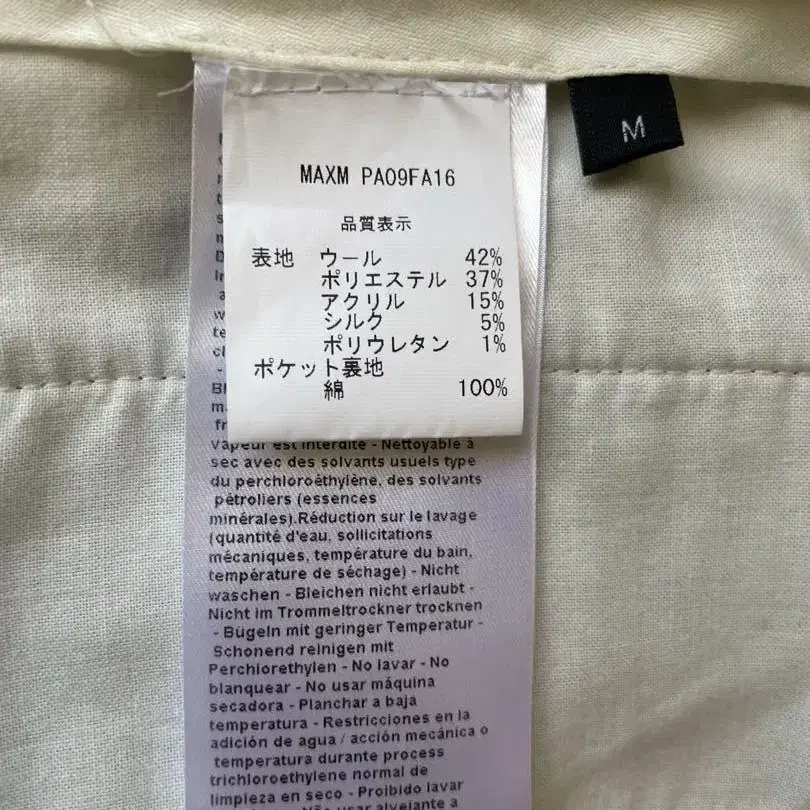 M
MAXM PA09FA16
品質表示
表地 ウール 42%
ポリエステル 37%
アクリル 15%
シルク 5%
ポリウレタン 1%
ポケット裏地
綿 100%
vapeur est interdite - Nettoyable à
sec avec des solvants usuels type
du perchloroéthylène, des solvants
pétroliers (essences
minérales).Réduction sur le lavage
(quantité d'eau, sollicitations
mécaniques, température du bain,
température de séchage) - Nicht
waschen - Bleichen nicht erlaubt -
Nicht im Trommeltrockner trocknen
- Bügeln mit geringer Temperatur -
Schonend reinigen mit
Perchlorethylen - No lavar - No
blanquear - No usar máquina
secadora - Planchar a baja
temperatura - Restricciones en la
adición de agua / acción mecánica o
temperatura durante process
trichloroethylene normal de
limpieza en seco - Prohibido lavar